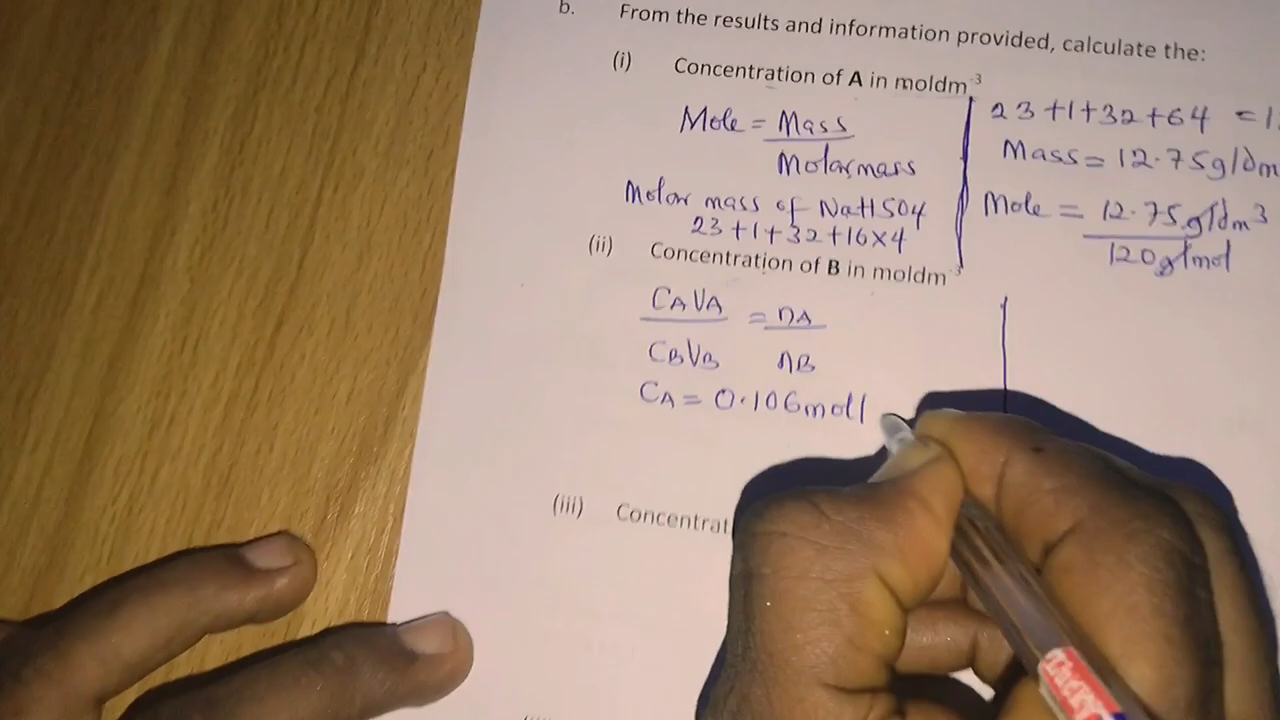 b. From the results and information provided, calculate the:
(i) Concentration of A in moldm-3
Mole = Mass
Molar mass
Molar mass of NaHSO4
23+1+32+16×4
23+1+32+64 =1
Mass = 12.75g/dm
Mole = 12.75g/dm3
120g/mol
(ii) Concentration of B in moldm-3
CAVA = nA
CBVB nB
CA = 0.106mol/
(iii) Concentrat